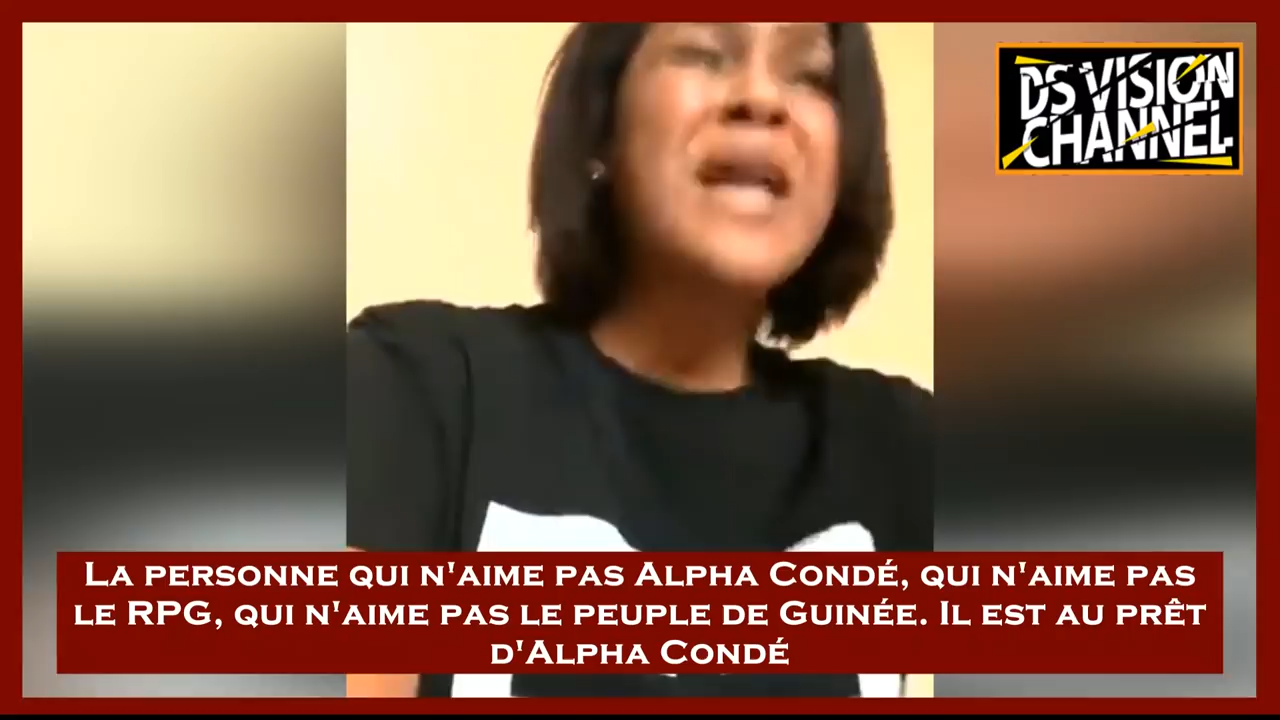 DS VISION
CHANNEL
La personne qui n'aime pas Alpha Condé, qui n'aime pas
le RPG, qui n'aime pas le peuple de Guinée. Il est au prêt
d'Alpha Condé